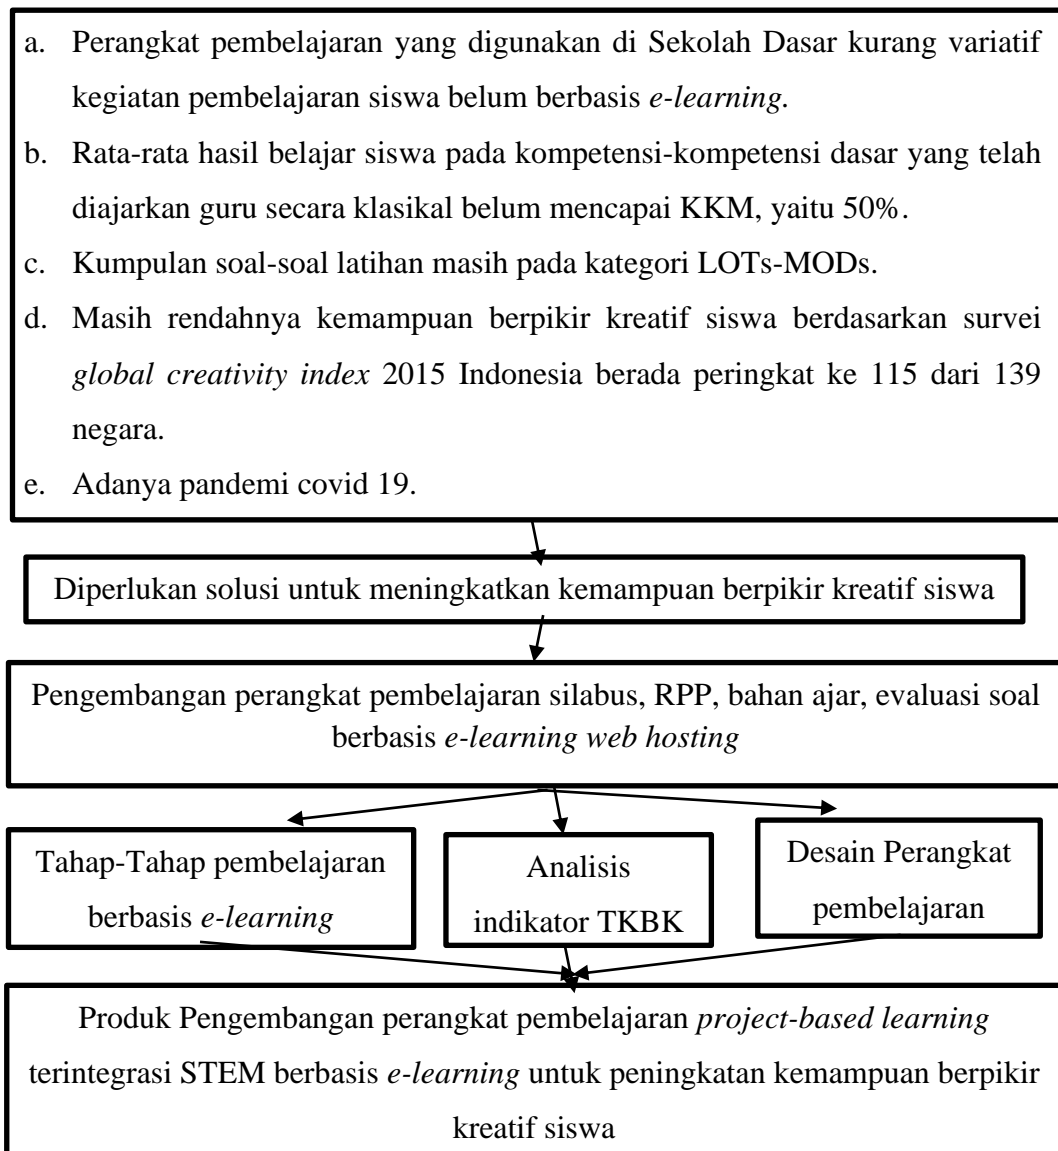 a. Perangkat pembelajaran yang digunakan di Sekolah Dasar kurang variatif
kegiatan pembelajaran siswa belum berbasis e-learning.
b. Rata-rata hasil belajar siswa pada kompetensi-kompetensi dasar yang telah
diajarkan guru secara klasikal belum mencapai KKM, yaitu 50%.
c. Kumpulan soal-soal latihan masih pada kategori LOTs-MODs.
d. Masih rendahnya kemampuan berpikir kreatif siswa berdasarkan survei
global creativity index 2015 Indonesia berada peringkat ke 115 dari 139
negara.
e. Adanya pandemi covid 19.
Diperlukan solusi untuk meningkatkan kemampuan berpikir kreatif siswa
Pengembangan perangkat pembelajaran silabus, RPP, bahan ajar, evaluasi soal
berbasis e-learning web hosting
Tahap-Tahap pembelajaran
berbasis e-learning
Analisis
indikator TKBK
Desain Perangkat
pembelajaran
Produk Pengembangan perangkat pembelajaran project-based learning
terintegrasi STEM berbasis e-learning untuk peningkatan kemampuan berpikir
kreatif siswa